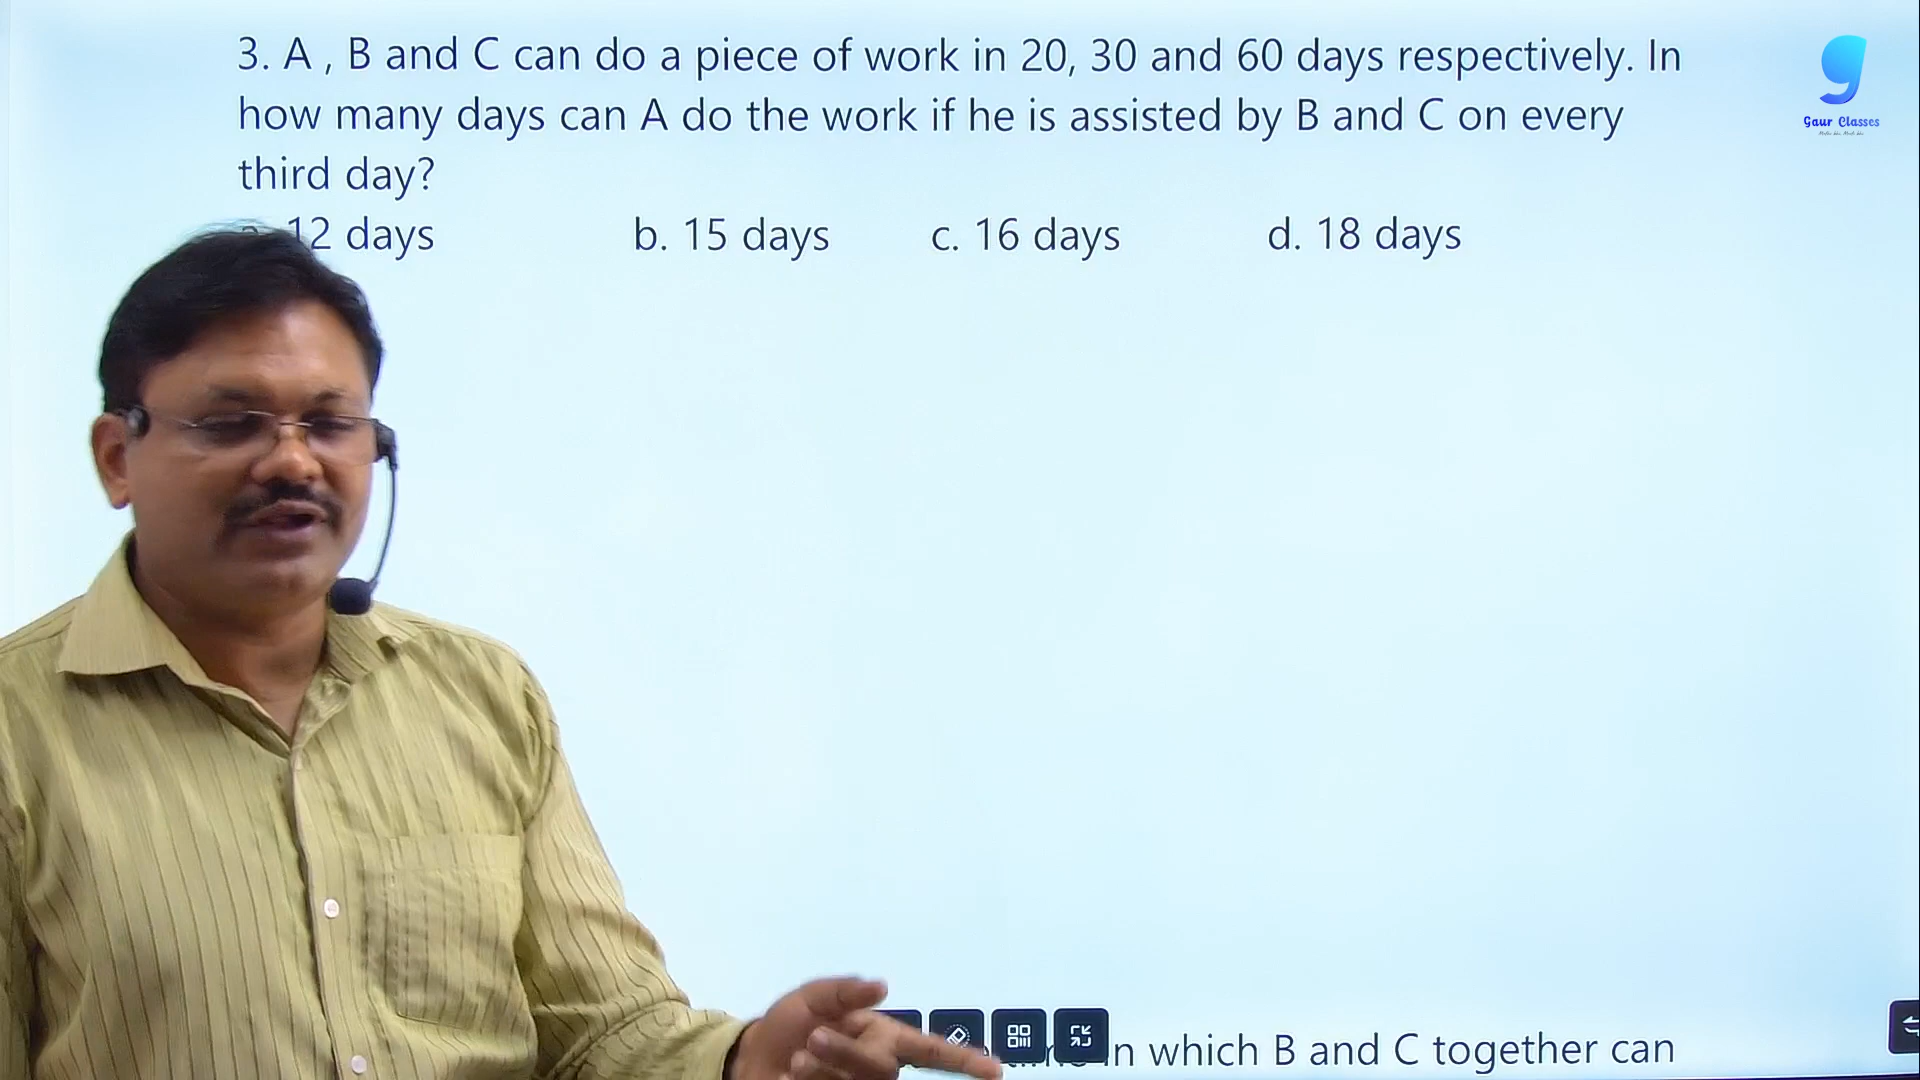 3. A , B and C can do a piece of work in 20, 30 and 60 days respectively. In
how many days can A do the work if he is assisted by B and C on every
third day?
12 days b. 15 days c. 16 days d. 18 days
Gaur Classes
in which B and C together can